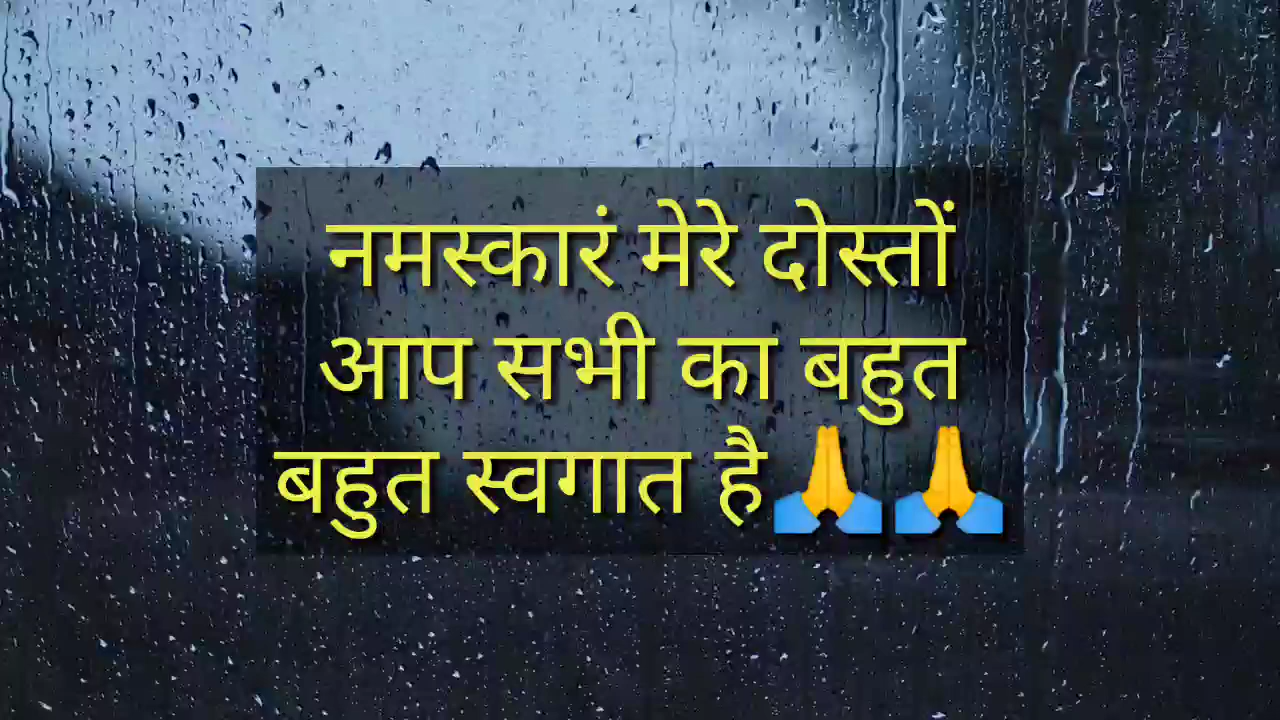 नमस्कारं मेरे दोस्तों
आप सभी का बहुत
बहुत स्वगात है🙏🙏